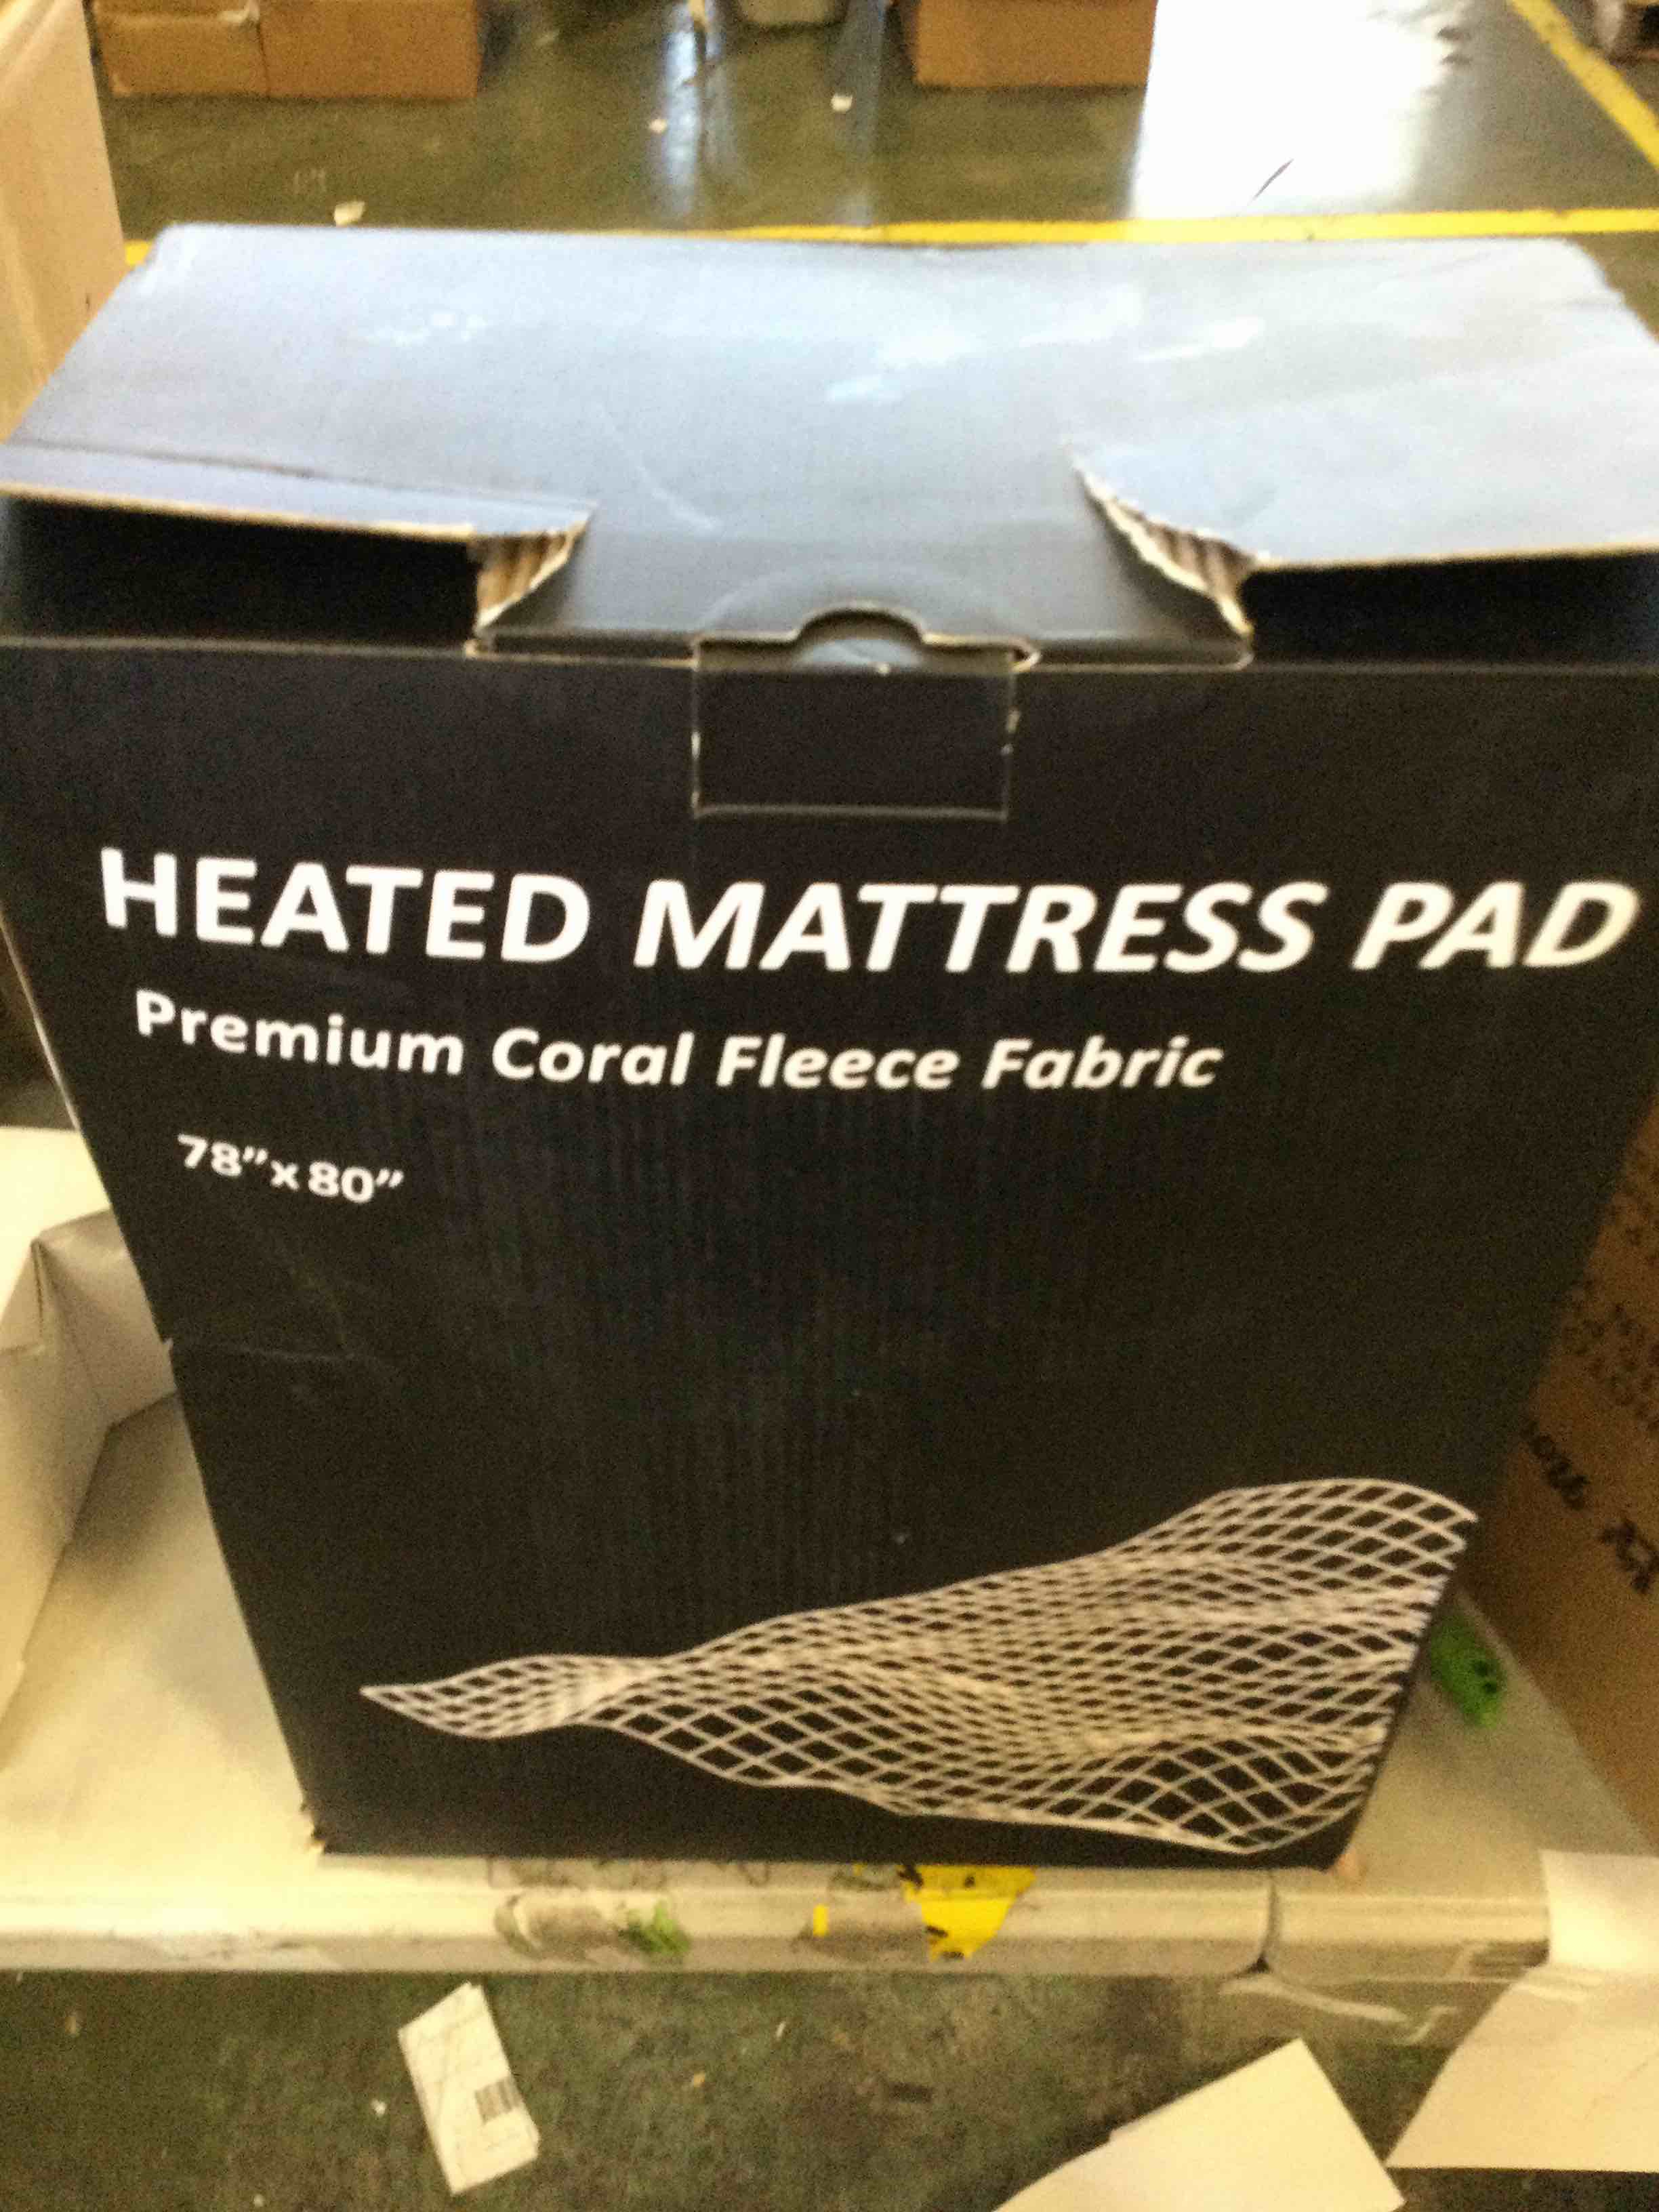 HEATED MATTRESS PAD
Premium Coral Fleece Fabric
78”x80”